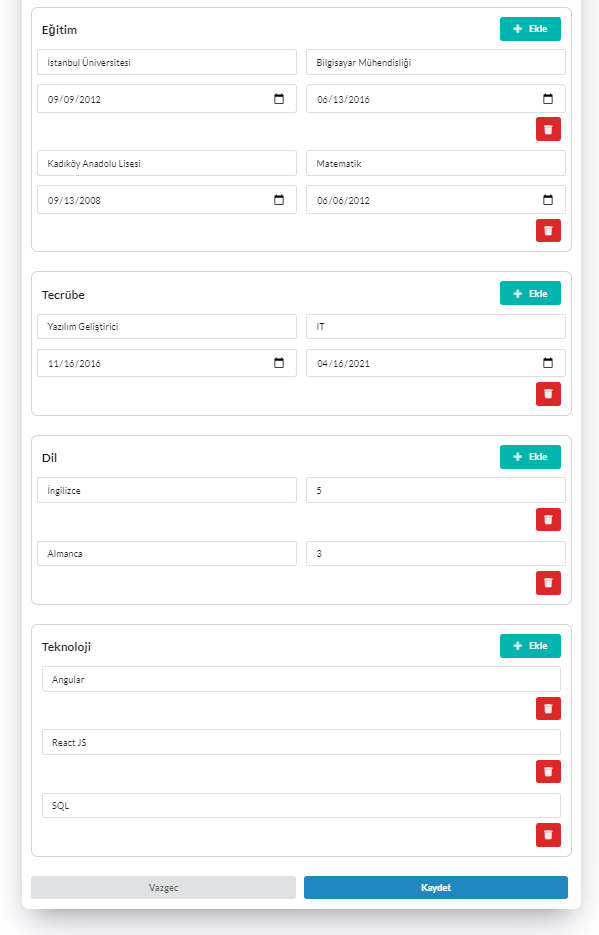 Eğitim
Ekle
İstanbul Üniversitesi
Bilgisayar Mühendisliği
09/09/2012
06/13/2016
Kadıköy Anadolu Lisesi
Matematik
09/13/2008
06/06/2012
Tecrübe
Ekle
Yazılım Geliştirici
IT
11/16/2016
04/16/2021
Dil
Ekle
İngilizce
5
Almanca
3
Teknoloji
Ekle
Angular
React JS
SQL
Vazgec
Kaydet